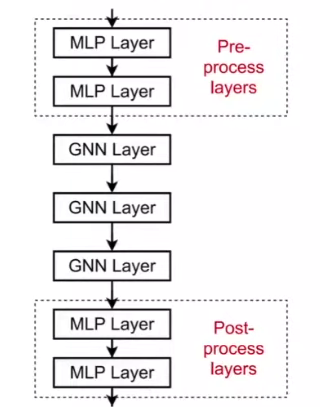 MLP Layer
MLP Layer
Pre-
process
layers
GNN Layer
GNN Layer
GNN Layer
MLP Layer
MLP Layer
Post-
process
layers